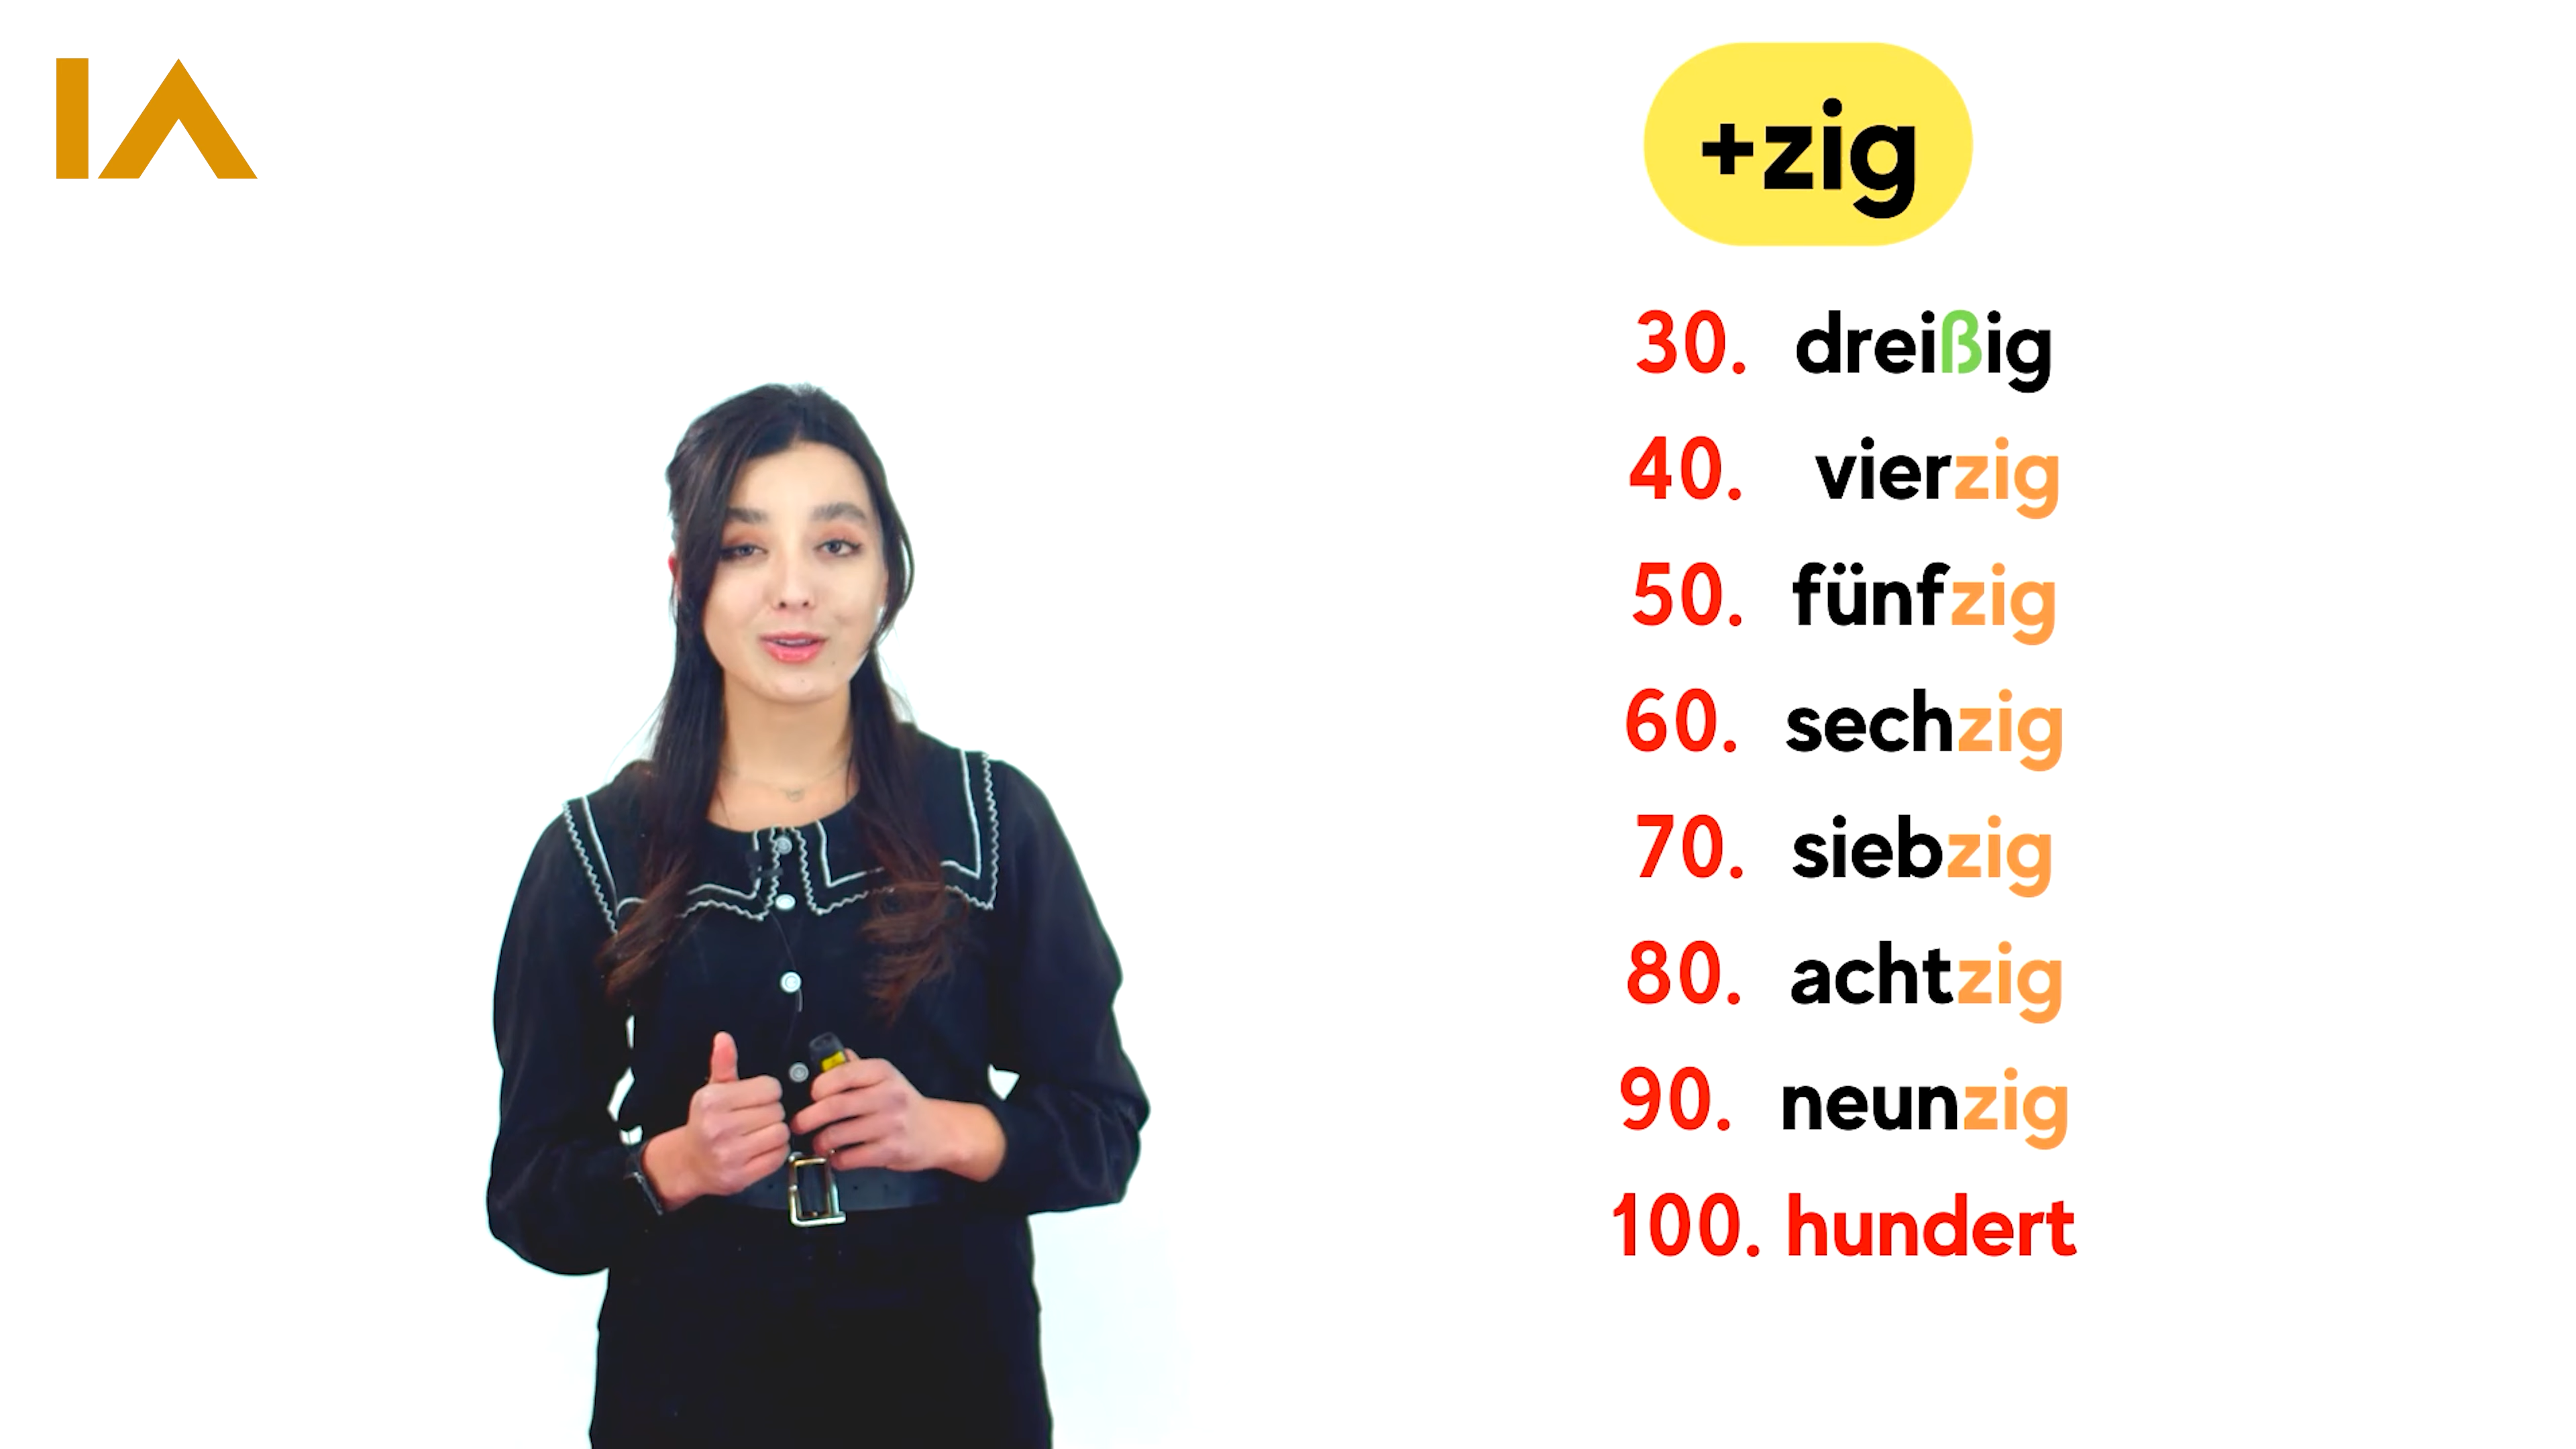 IA
+zig
30. dreißig
40. vierzig
50. fünfzig
60. sechzig
70. siebzig
80. achtzig
90. neunzig
100. hundert